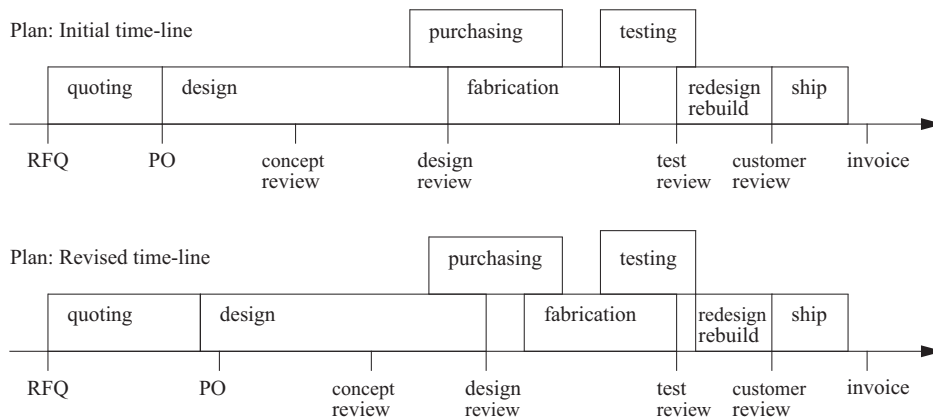 Plan: Initial time-line
purchasing
testing
quoting
design
fabrication
redesign
rebuild
ship
RFQ
PO
concept
review
design
review
test
review
customer
review
invoice
Plan: Revised time-line
purchasing
testing
quoting
design
fabrication
redesign
rebuild
ship
RFQ
PO
concept
review
design
review
test
review
customer
review
invoice